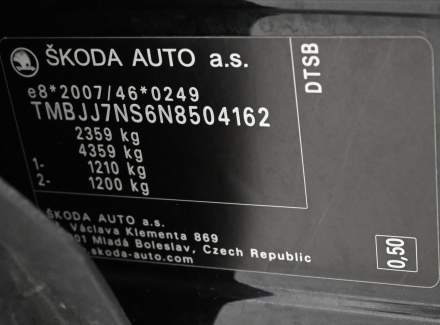 ŠKODA AUTO a.s.
DTSB
e8*2007/46*0249
TMBJJ7NS6N8504162
2359 kg
4359 kg
1- 1210 kg
2- 1200 kg
ŠKODA AUTO a.s.
Václava Klementa 869
01 Mladá Boleslav, Czech Republic
skoda-auto.com
0,50